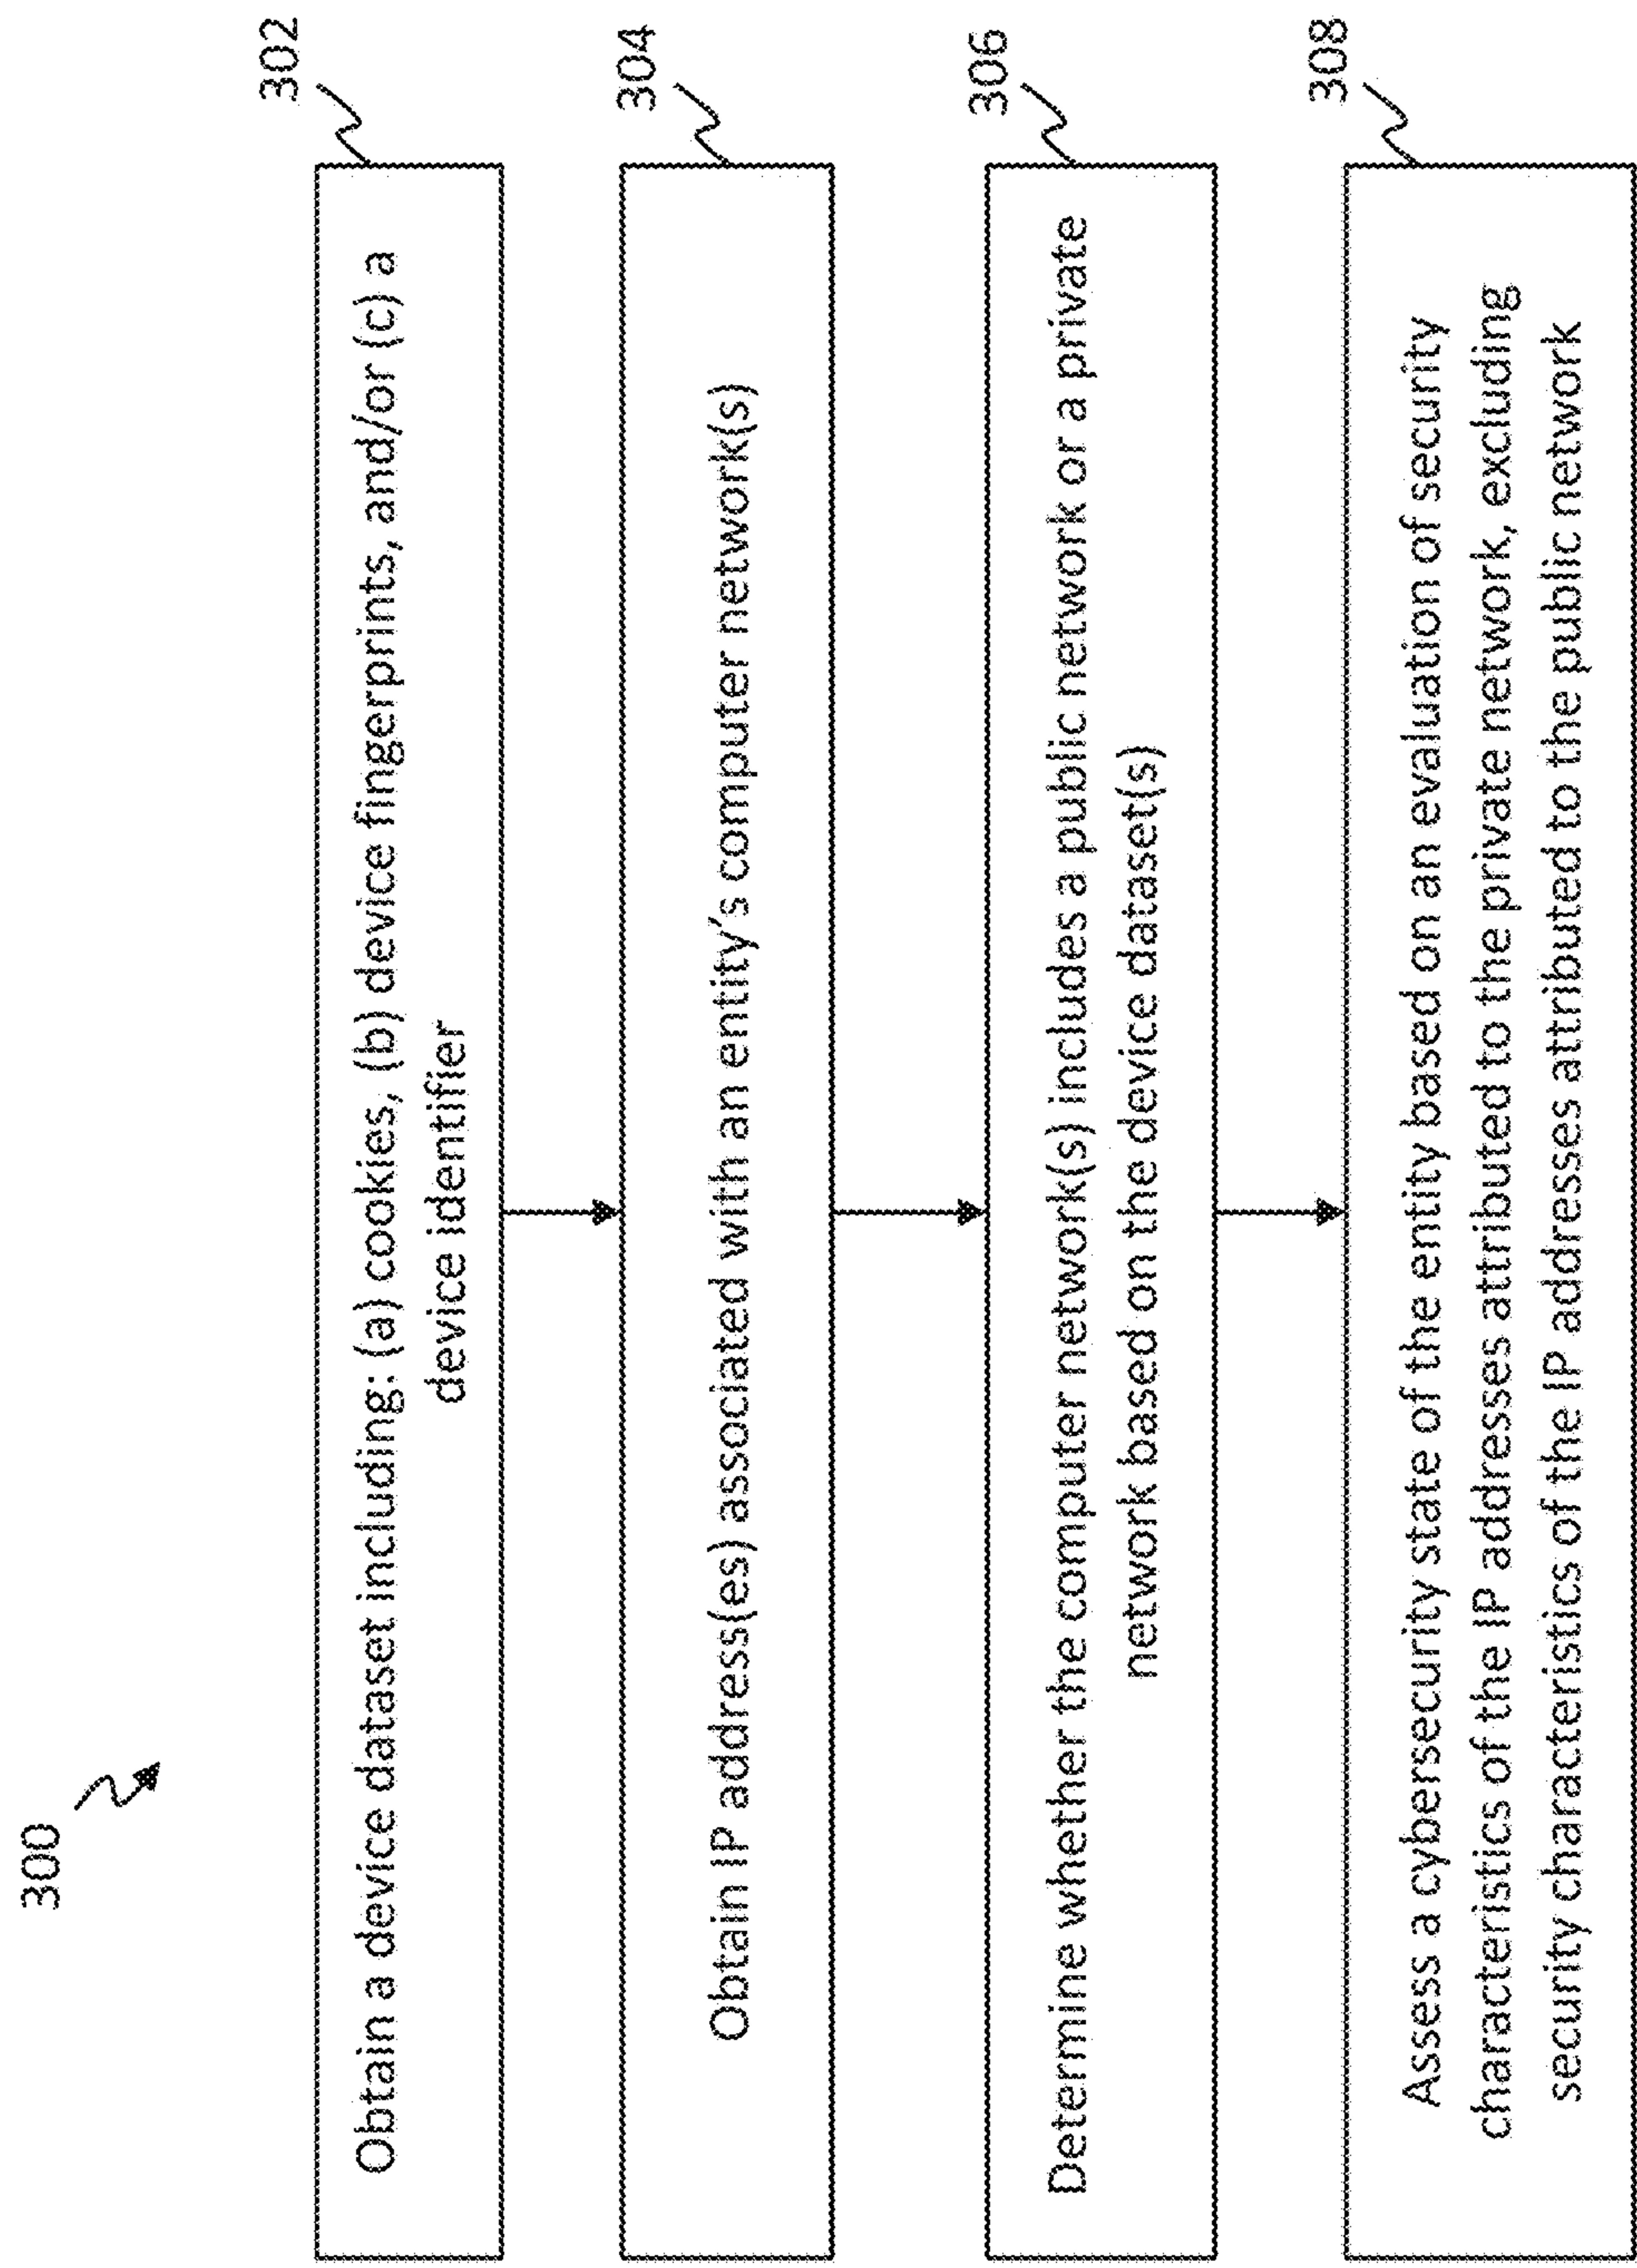 300
302
Obtain a device dataset including: (a) cookies, (b) device fingerprints, and/or (c) a
device identifier
304
Obtain IP address(es) associated with an entity's computer network(s)
306
Determine whether the computer network(s) includes a public network or a private
network based on the device dataset(s)
308
Assess a cybersecurity state of the entity based on an evaluation of security
characteristics of the IP addresses attributed to the private network, excluding
security characteristics of the IP addresses attributed to the public network